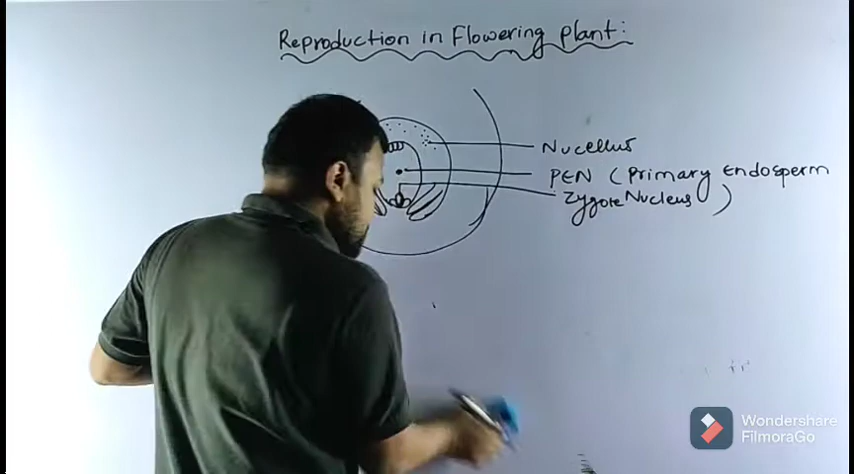 Reproduction in Flowering plant:
Nucellus
PEN (Primary Endosperm
Zygote Nucleus )
Wondershare
FilmoraGo